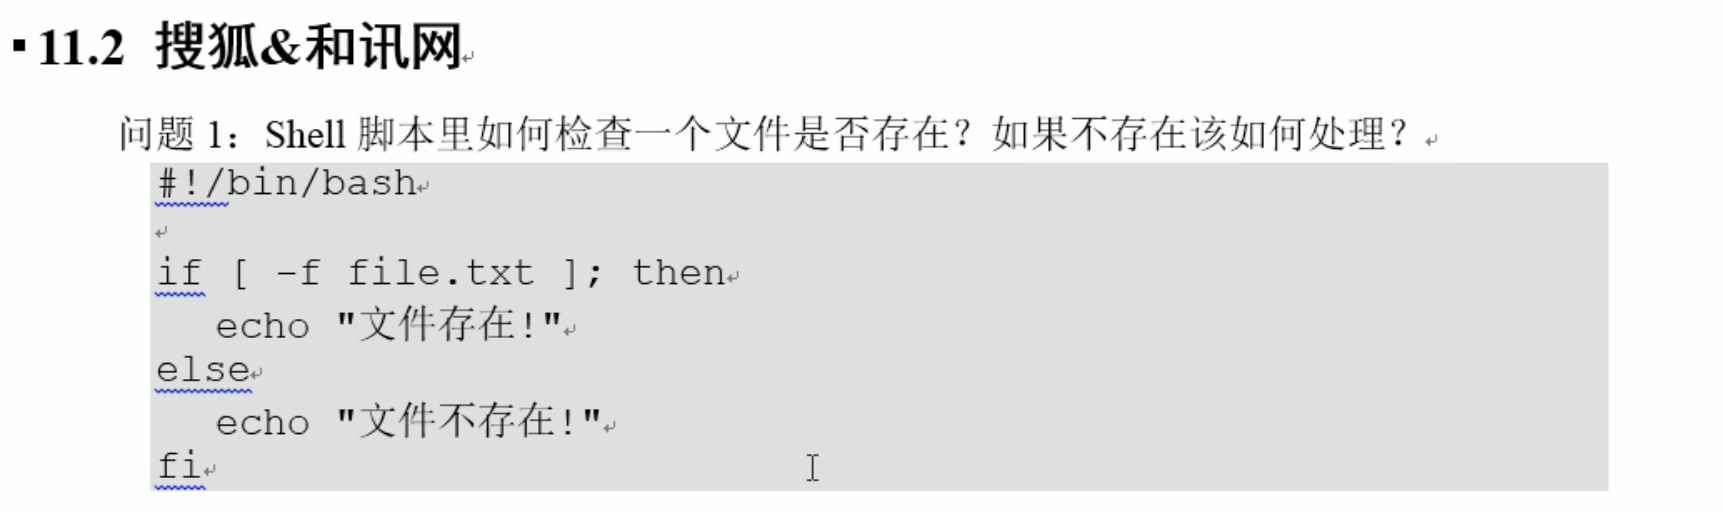 ▪ 11.2 搜狐&和讯网
问题 1：Shell 脚本里如何检查一个文件是否存在？如果不存在该如何处理？
#!/bin/bash
if [ -f file.txt ]; then
echo "文件存在!"
else
echo "文件不存在!"
fi